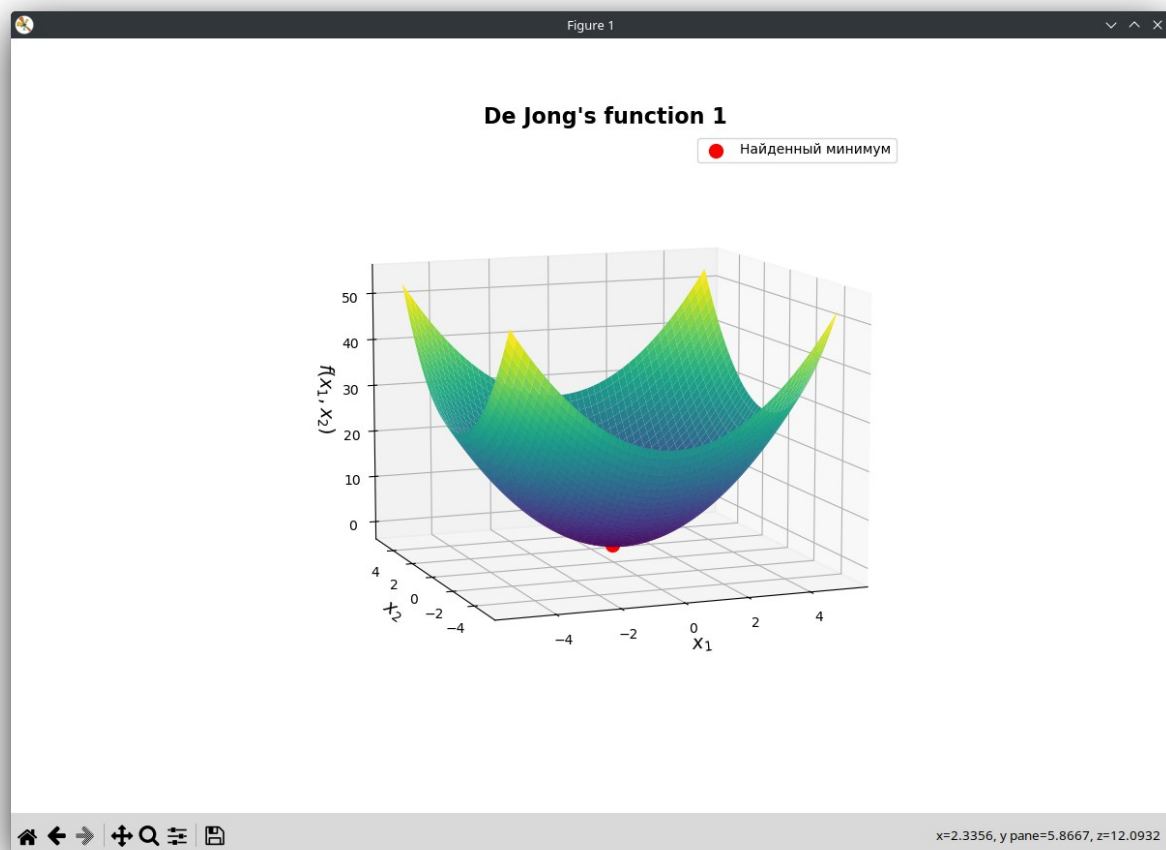 Figure 1
De Jong's function 1
Найденный минимум
50
40
30
20
10
0
f(x₁, x₂)
4
2
0
−2
−4
x₂
−4
−2
0
2
4
x₁
x=2.3356, y pane=5.8667, z=12.0932